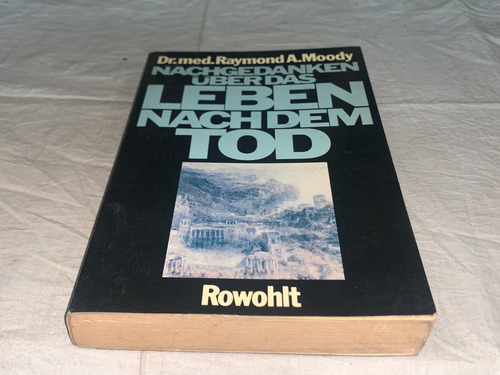 Dr. med. Raymond A. Moody
NACHGEDANKEN
ÜBER DAS
LEBEN
NACH DEM
TOD
Rowohlt